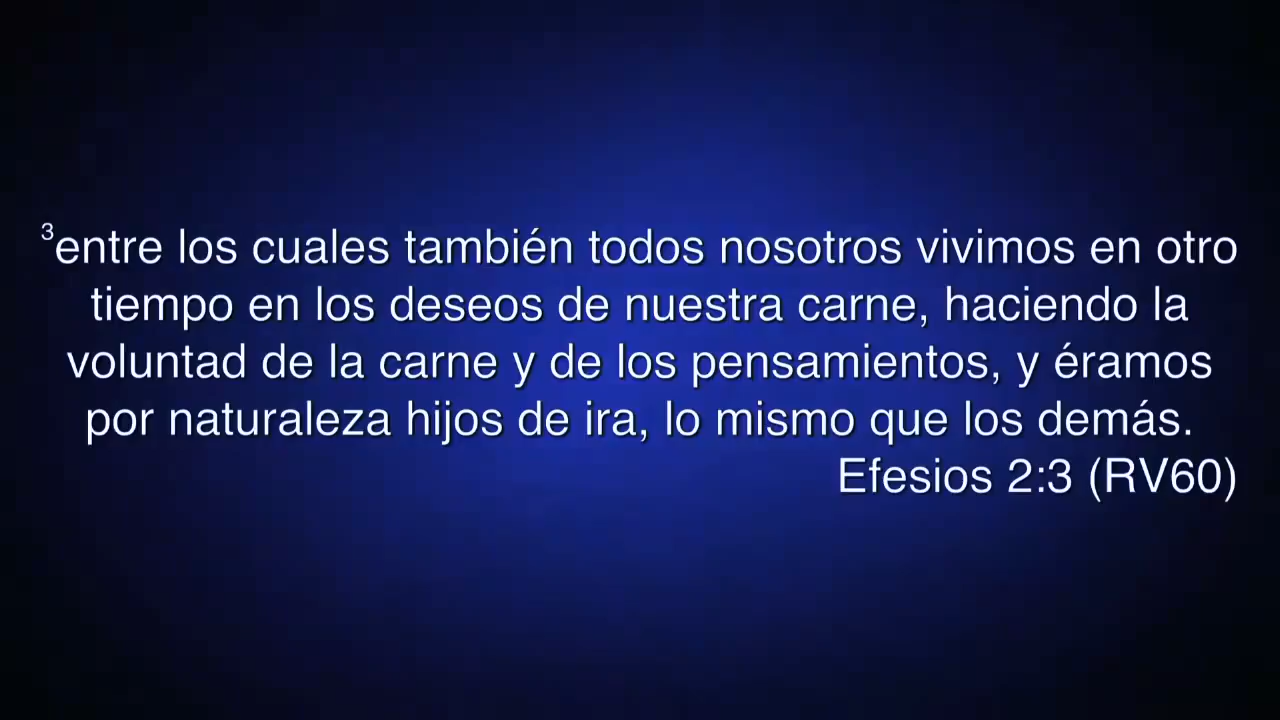 ³entre los cuales también todos nosotros vivimos en otro
tiempo en los deseos de nuestra carne, haciendo la
voluntad de la carne y de los pensamientos, y éramos
por naturaleza hijos de ira, lo mismo que los demás.
Efesios 2:3 (RV60)